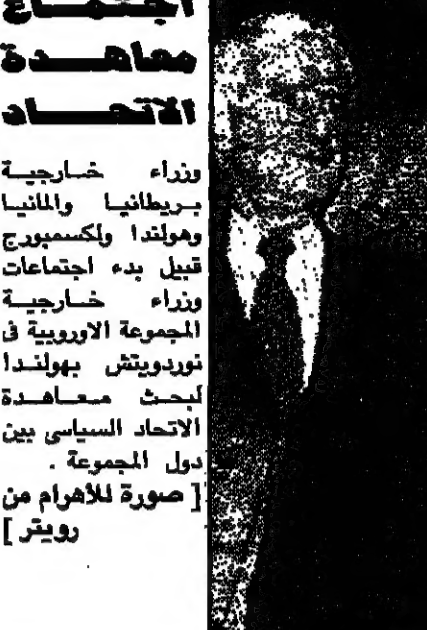 اجتماع
معاهدة
الاتحاد
وزراء خارجية
بريطانيا والمانيا
وهولندا ولكسمبورج
قبيل بدء اجتماعات
وزراء خارجية
المجموعة الاوروبية فى
نوردويتش بهولندا
لبحث معاهدة
الاتحاد السياسى بين
دول المجموعة .
[ صورة للأهرام من
رويتر ]